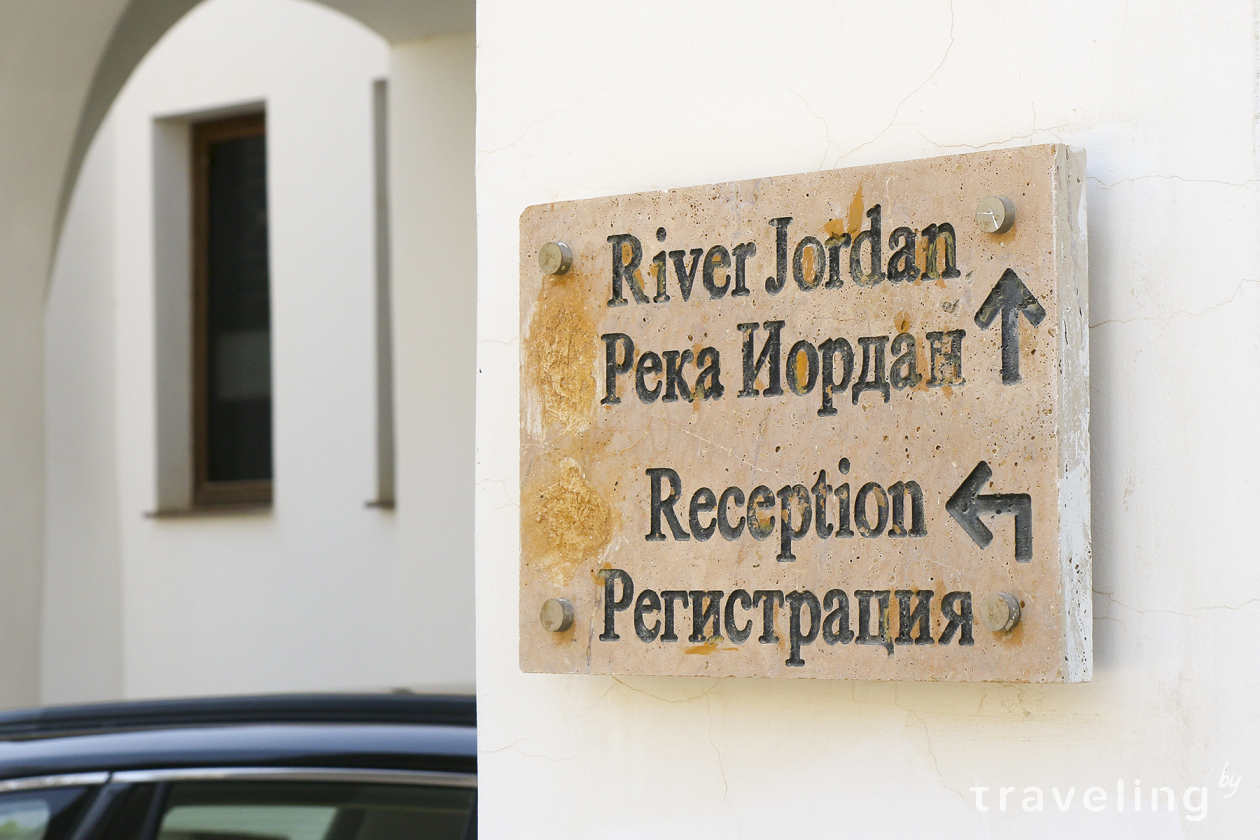 River Jordan
Река Иордан
Reception
Регистрация
traveling by